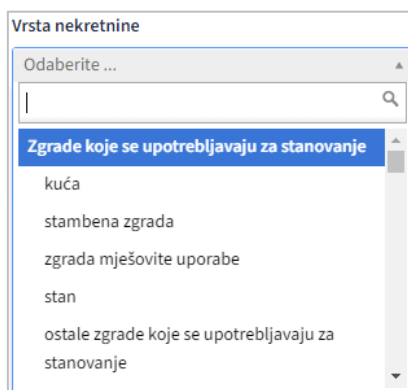 Vrsta nekretnine
Odaberite ...
Zgrade koje se upotrebljavaju za stanovanje
kuća
stambena zgrada
zgrada mješovite uporabe
stan
ostale zgrade koje se upotrebljavaju za
stanovanje